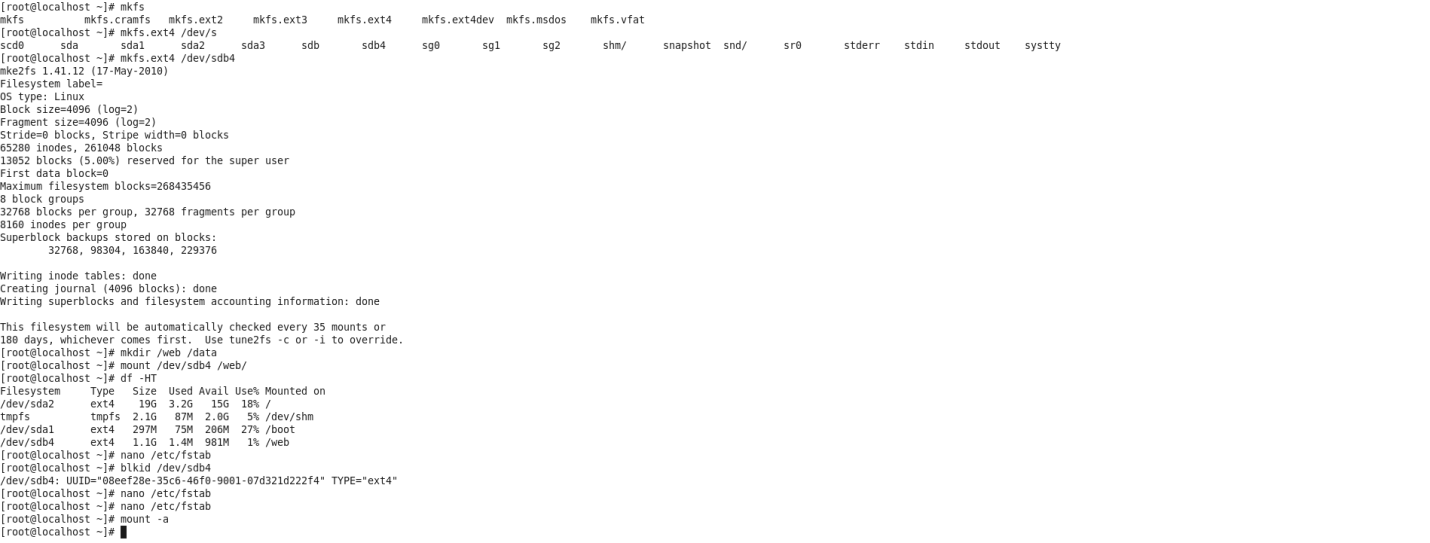 [root@localhost ~]# mkfs
mkfs         mkfs.cramfs   mkfs.ext2     mkfs.ext3     mkfs.ext4     mkfs.ext4dev  mkfs.msdos    mkfs.vfat
[root@localhost ~]# mkfs.ext4 /dev/s
scd0      sda       sda1      sda2      sda3      sdb       sdb4      sg0       sg1       sg2       shm/      snapshot  snd/      sr0       stderr    stdin     stdout    systty
[root@localhost ~]# mkfs.ext4 /dev/sdb4
mke2fs 1.41.12 (17-May-2010)
Filesystem label=
OS type: Linux
Block size=4096 (log=2)
Fragment size=4096 (log=2)
Stride=0 blocks, Stripe width=0 blocks
65280 inodes, 261048 blocks
13052 blocks (5.00%) reserved for the super user
First data block=0
Maximum filesystem blocks=268435456
8 block groups
32768 blocks per group, 32768 fragments per group
8160 inodes per group
Superblock backups stored on blocks:
        32768, 98304, 163840, 229376
Writing inode tables: done
Creating journal (4096 blocks): done
Writing superblocks and filesystem accounting information: done
This filesystem will be automatically checked every 35 mounts or
180 days, whichever comes first.  Use tune2fs -c or -i to override.
[root@localhost ~]# mkdir /web /data
[root@localhost ~]# mount /dev/sdb4 /web/
[root@localhost ~]# df -HT
Filesystem     Type   Size  Used Avail Use% Mounted on
/dev/sda2      ext4    19G  3.2G   15G  18% /
tmpfs          tmpfs  2.1G   87M  2.0G   5% /dev/shm
/dev/sda1      ext4   297M   75M  206M  27% /boot
/dev/sdb4      ext4   1.1G  1.4M  981M   1% /web
[root@localhost ~]# nano /etc/fstab
[root@localhost ~]# blkid /dev/sdb4
/dev/sdb4: UUID="08eef28e-35c6-46f0-9001-07d321d222f4" TYPE="ext4"
[root@localhost ~]# nano /etc/fstab
[root@localhost ~]# nano /etc/fstab
[root@localhost ~]# mount -a
[root@localhost ~]#